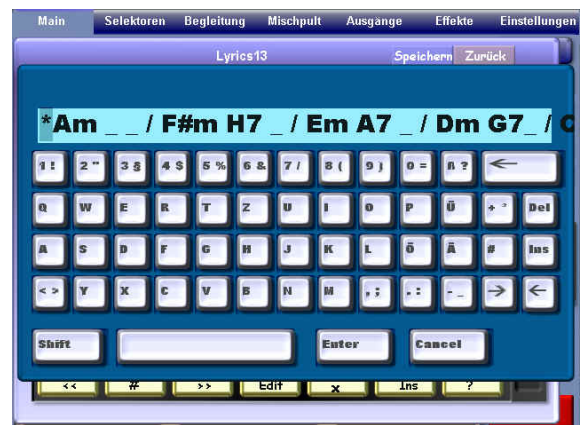 Main Selektoren Begleitung Mischpult Ausgänge Effekte Einstellungen
Lyrics13 Speichern Zurück
*Am _ _ / F#m H7 _ / Em A7 _ / Dm G7_ / C
1 ! 2 " 3 § 4 $ 5 % 6 & 7 / 8 ( 9 ) 0 = ß ? ←
Q W E R T Z U I O P Ü + ² Del
A S D F G H J K L Ö Ä # Ins
< > Y X C V B N M , ; . : - _ → ←
Shift Enter Cancel
<< # >> Edit x Ins ?